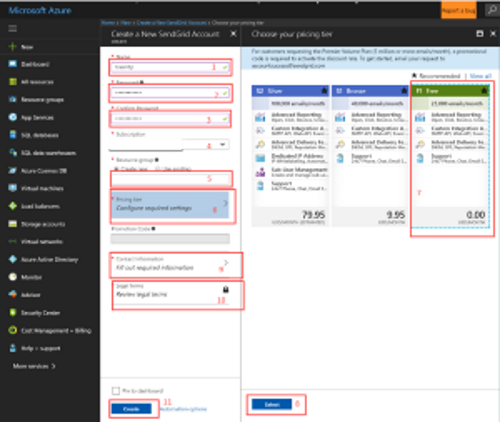 Microsoft Azure
Report a Bug
Home > New > Create a New SendGrid Account > Choose your pricing tier
New
Dashboard
All resources
Resource groups
App Services
SQL databases
SQL data warehouses
Azure Cosmos DB
Virtual machines
Load balancers
Storage accounts
Virtual networks
Azure Active Directory
Monitor
Advisor
Security Center
Cost Management + Billing
Help + support
More services >
Create a New SendGrid Account
* Name
1
* Password
2
* Confirm Password
3
* Subscription
4
* Resource group
Create new
5
* Pricing tier
Configure required settings
6
Promotion Code
* Contact Information
Fill out required information
9
* Legal terms
Review legal terms
10
Pin to dashboard
11
Create
Automation options
Choose your pricing tier
For customers requesting the Premier Volume Plan (5 million or more emails/month), a promotional
code is required to activate the discount rate. To get started, email your request to
Recommended | View all
Silver
100,000 emails/month
Advanced Reporting
Custom Integration
Advanced Delivery
Dedicated IP Address
Sub-User Management
Support
79.95
Bronze
40,000 emails/month
Advanced Reporting
Custom Integration
Advanced Delivery
Support
9.95
Free
25,000 emails/month
Advanced Reporting
Custom Integration
Advanced Delivery
Support
7
0.00
Select
8